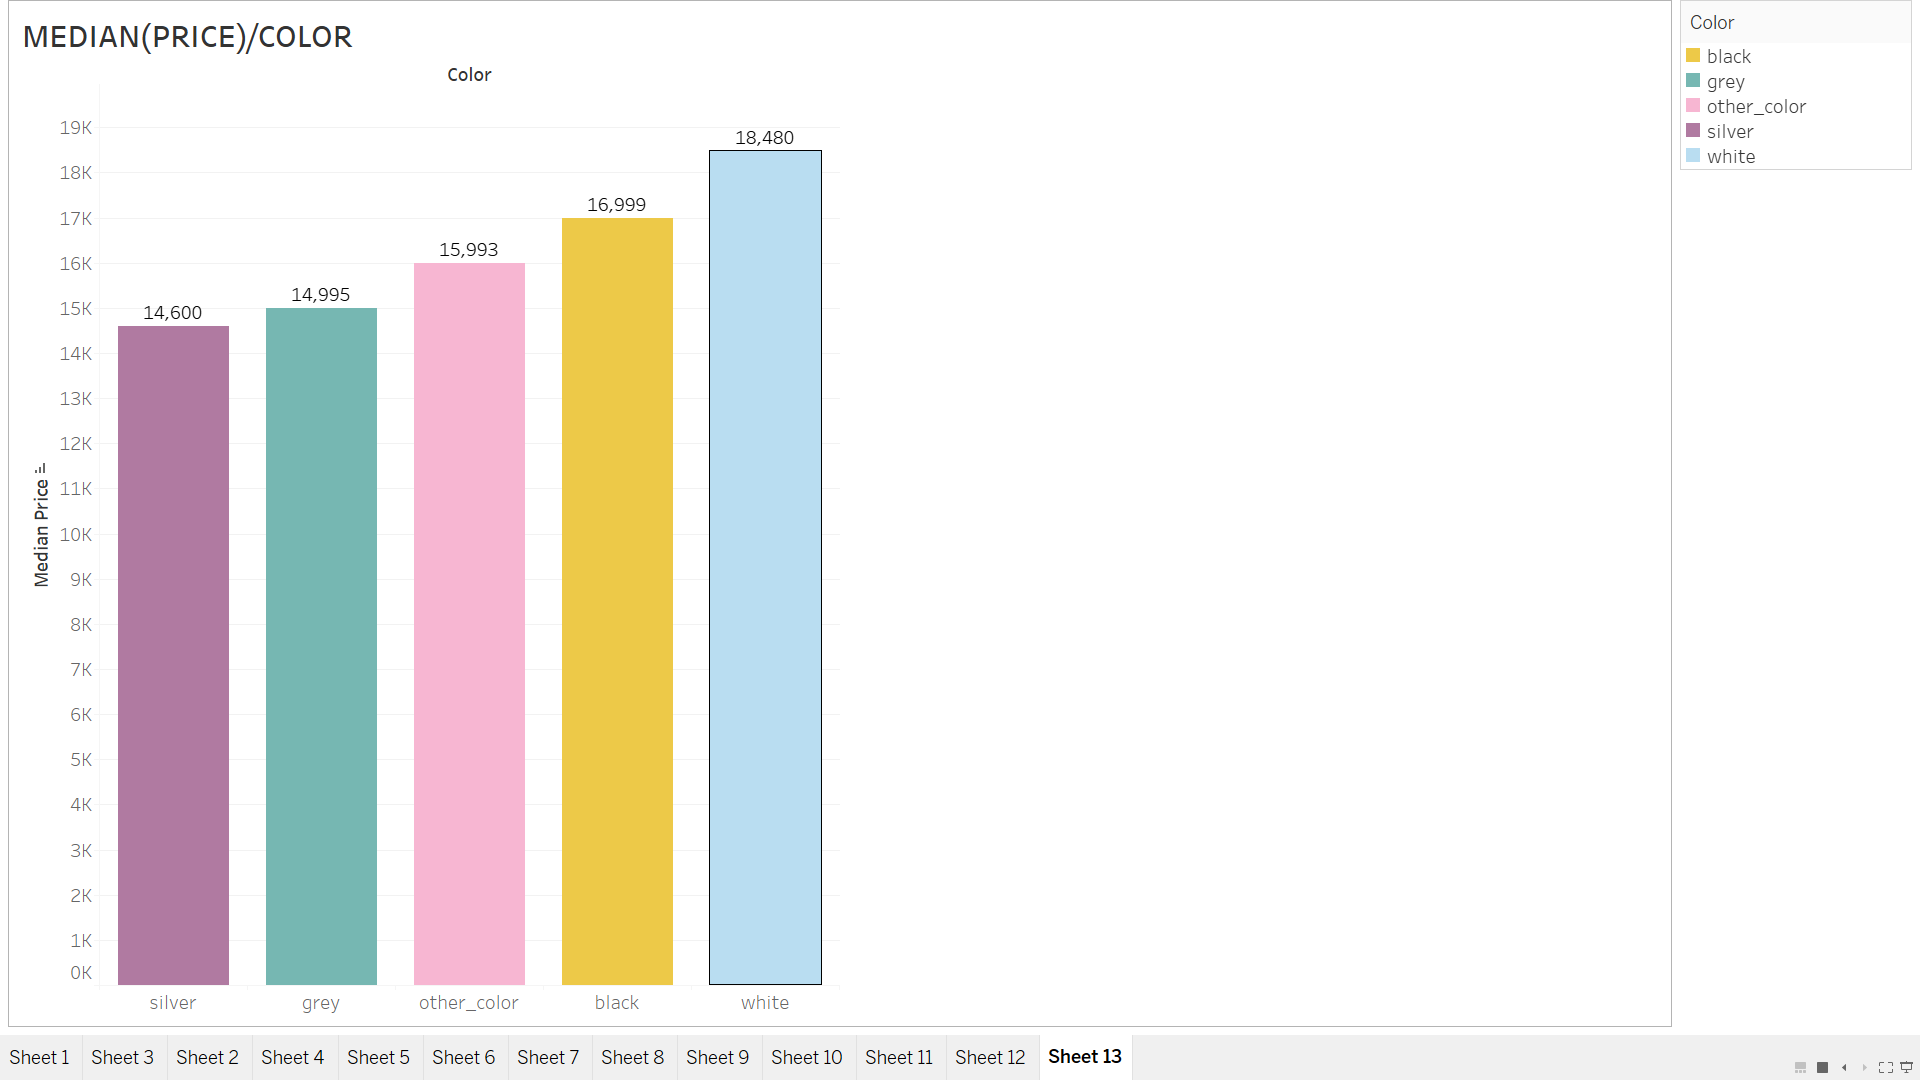 MEDIAN(PRICE)/COLOR
Color
19K
18K
17K
16K
15K
14K
13K
12K
11K
10K
9K
8K
7K
6K
5K
4K
3K
2K
1K
0K
Median Price
14,600
14,995
15,993
16,999
18,480
silver grey other_color black white
Color
black
grey
other_color
silver
white
Sheet 1 Sheet 3 Sheet 2 Sheet 4 Sheet 5 Sheet 6 Sheet 7 Sheet 8 Sheet 9 Sheet 10 Sheet 11 Sheet 12 Sheet 13